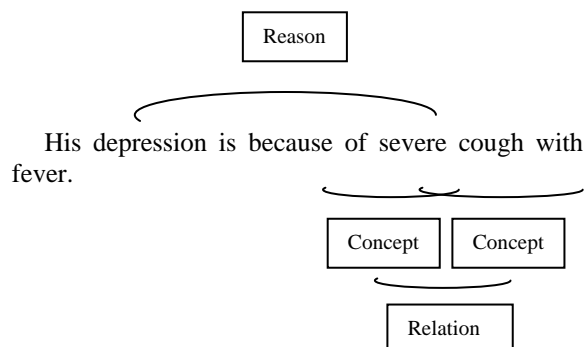 Reason
His depression is because of severe cough with
fever.
Concept Concept
Relation